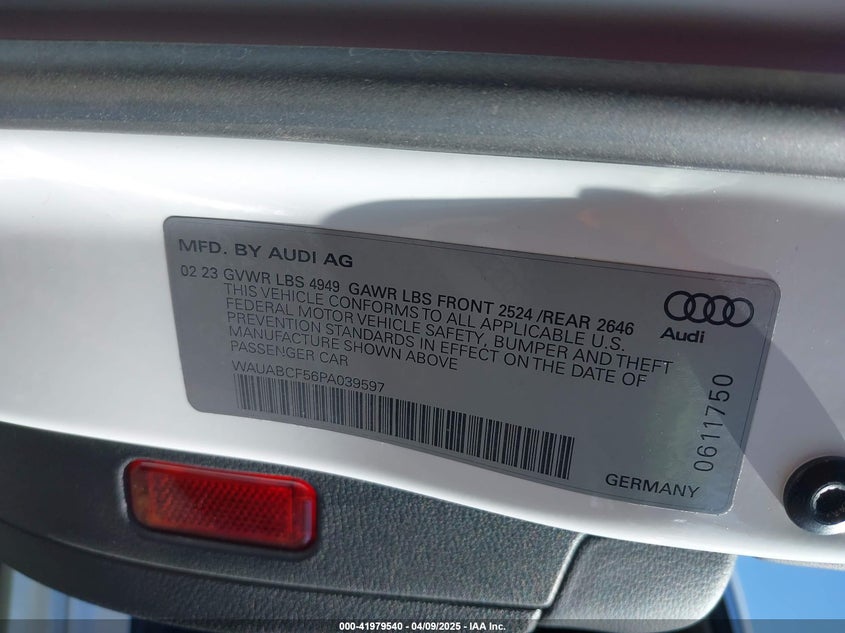 MFD. BY AUDI AG
02 23 GVWR LBS 4949 GAWR LBS FRONT 2524 /REAR 2646
THIS VEHICLE CONFORMS TO ALL APPLICABLE U.S.
FEDERAL MOTOR VEHICLE SAFETY, BUMPER AND THEFT
PREVENTION STANDARDS IN EFFECT ON THE DATE OF
MANUFACTURE SHOWN ABOVE
PASSENGER CAR
WAUABCF56PA039597
Audi
0611750
GERMANY
000-41979540 - 04/09/2025 - IAA Inc.